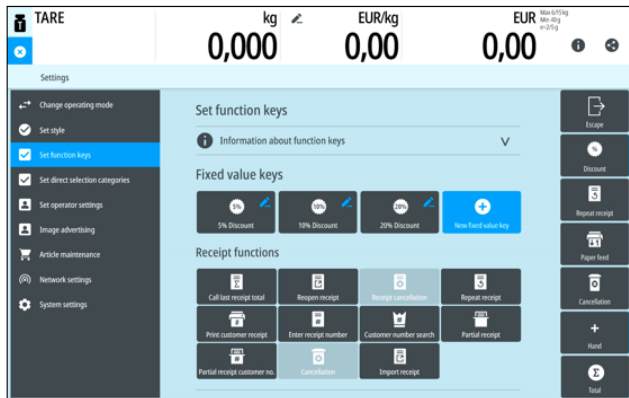 TARE
kg
EUR/kg
EUR
Max 6/15 kg
Min 40 g
e=2/5 g
0,000
0,00
0,00
Settings
Change operating mode
Set style
Set function keys
Set direct selection categories
Set operator settings
Image advertising
Article maintenance
Network settings
System settings
Set function keys
Information about function keys
Fixed value keys
5%
10%
20%
5% Discount
10% Discount
20% Discount
New fixed value key
Receipt functions
Call last receipt total
Reopen receipt
Receipt cancellation
Repeat receipt
Print customer receipt
Enter receipt number
Customer number search
Partial receipt
Partial receipt customer no.
Cancellation
Import receipt
Escape
%
Discount
Repeat receipt
Paper feed
Cancellation
+
Hand
Σ
Total